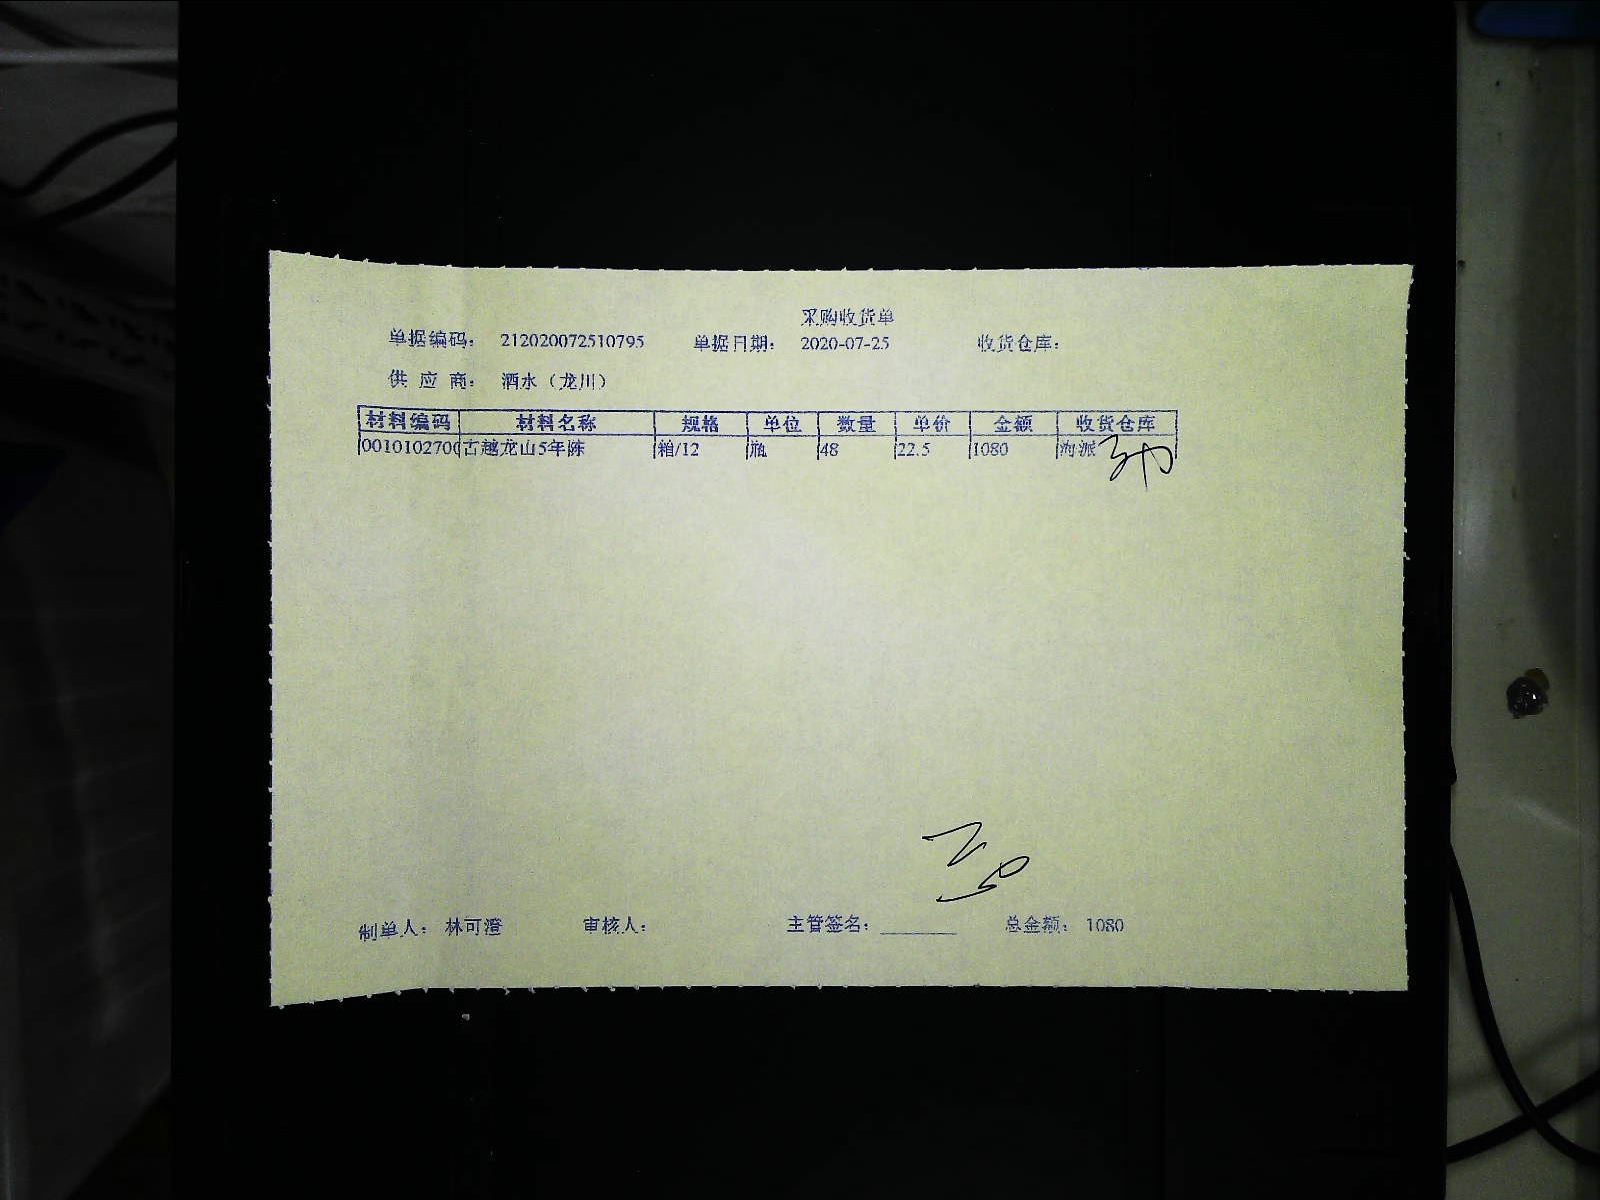 采购收货单
单据编码： 212020072510795 单据日期： 2020-07-25 收货仓库：
供 应 商： 酒水（龙川）
材料编码 材料名称 规格 单位 数量 单价 金额 收货仓库
0010102700 古越龙山5年陈 箱/12 瓶 48 22.5 1080 海派
制单人： 林可澄 审核人： 主管签名： 总金额： 1080